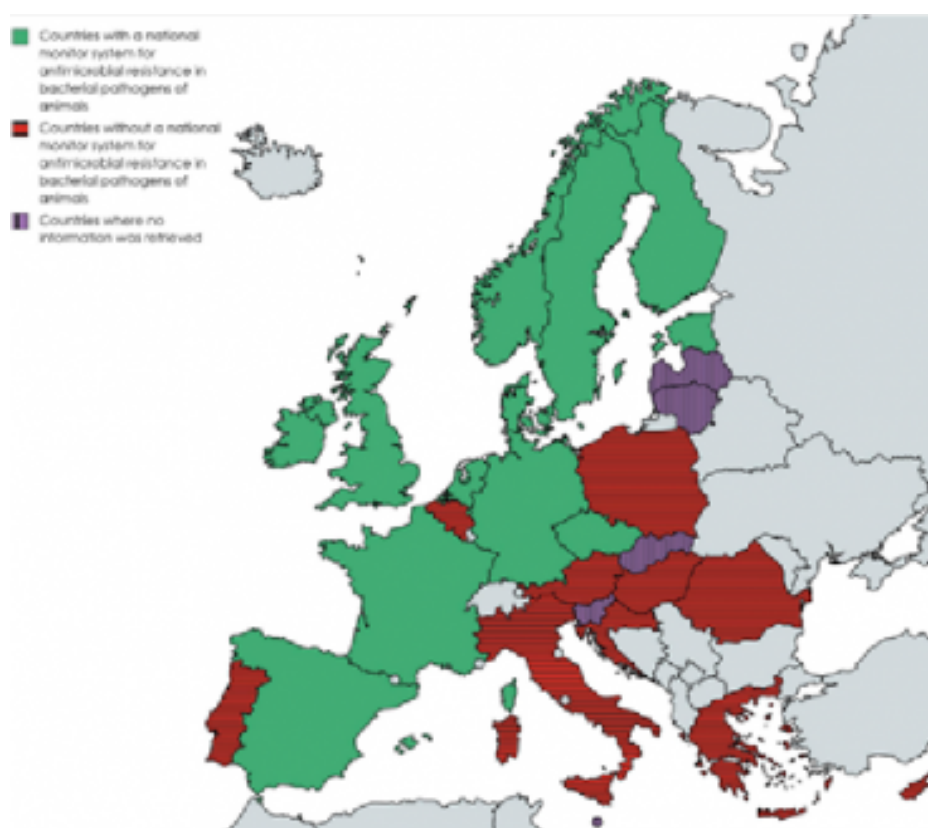 Countries with a national
monitor system for
antimicrobial resistance in
bacterial pathogens of
animals
Countries without a national
monitor system for
antimicrobial resistance in
bacterial pathogens of
animals
Countries where no
information was retrieved